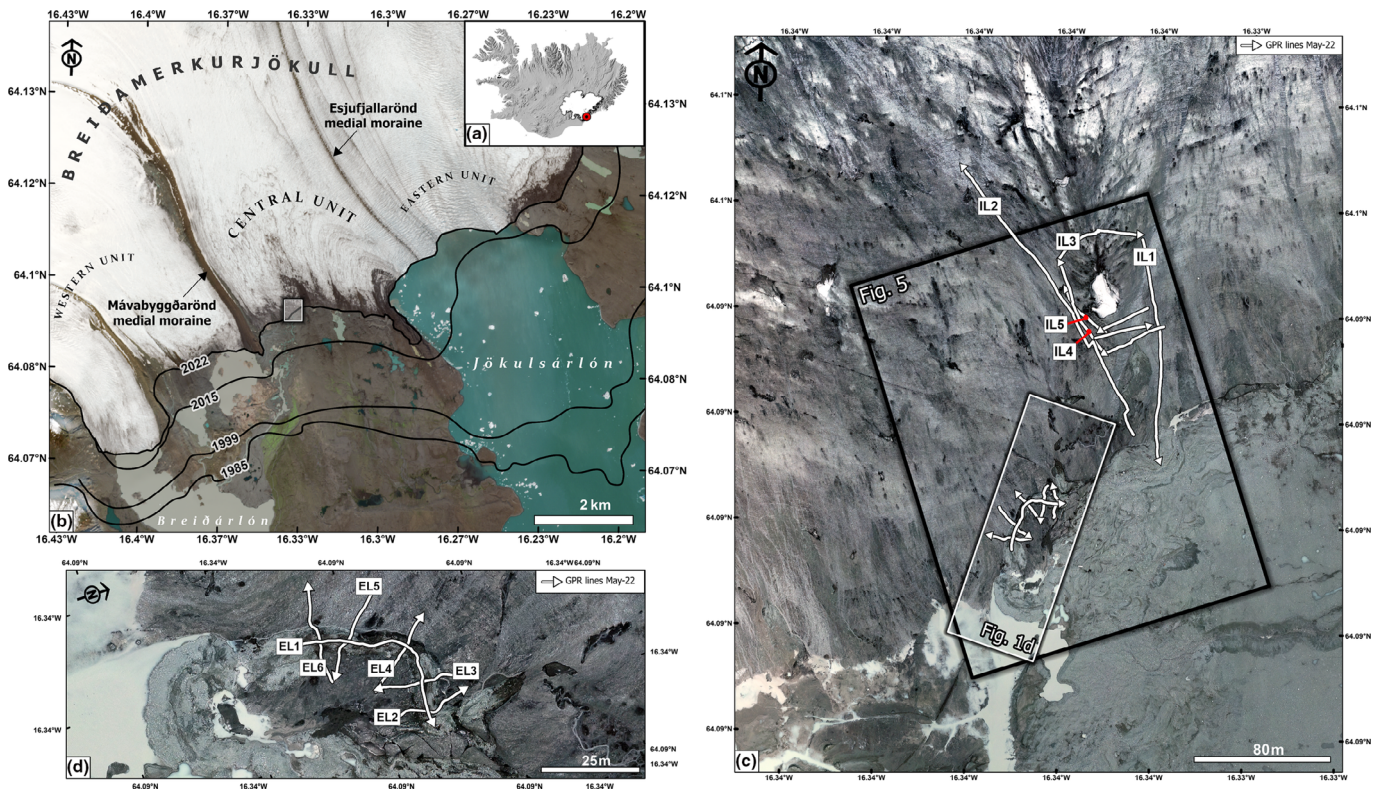 16.43°W 16.4°W 16.37°W 16.33°W 16.3°W 16.27°W 16.23°W 16.2°W
N
BREIÐAMERKURJÖKULL
Esjufjallarönd
medial moraine
(a)
64.13°N
64.13°N
64.12°N
64.12°N
EASTERN UNIT
CENTRAL UNIT
WESTERN UNIT
64.1°N
64.1°N
Mávabyggðarönd
medial moraine
2022
2015
1999
1985
Jökulsárlón
64.08°N
64.08°N
64.07°N
64.07°N
Breiðárlón
2 km
(b)
16.43°W 16.4°W 16.37°W 16.33°W 16.3°W 16.27°W 16.23°W 16.2°W
64.09°N 16.34°W 64.09°N 16.34°W 64.09°N
N
GPR lines May-22
16.34°W
16.34°W
EL5
EL1
EL6
EL4
EL3
EL2
16.34°W
64.09°N
16.34°W
25m
(d)
64.09°N 16.34°W 64.09°N 16.34°W
16.34°W 16.34°W 16.34°W 16.34°W 16.33°W
N
GPR lines May-22
64.1°N
64.1°N
64.1°N
64.1°N
IL2
IL3
IL1
Fig. 5
IL5
IL4
64.09°N
64.09°N
64.09°N
64.09°N
64.09°N
64.09°N
64.09°N
64.09°N
64.09°N
64.09°N
Fig. 1d
80m
(c)
16.34°W 16.34°W 16.34°W 16.34°W 16.34°W 16.33°W 16.33°W